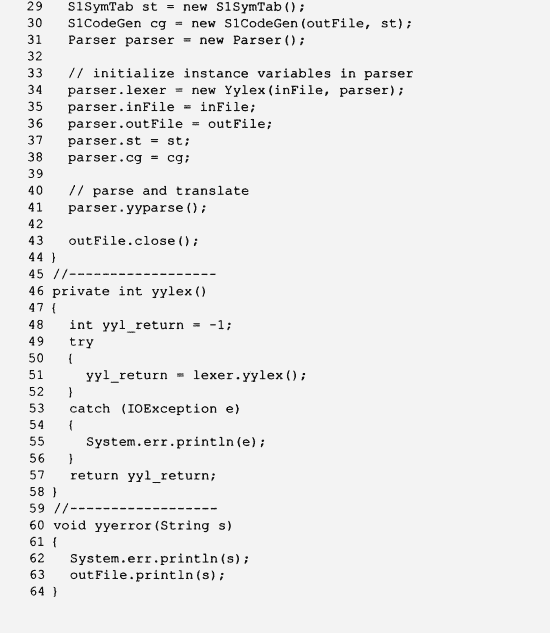 29   S1SymTab st = new S1SymTab();
30   S1CodeGen cg = new S1CodeGen(outFile, st);
31   Parser parser = new Parser();
32
33   // initialize instance variables in parser
34   parser.lexer = new Yylex(inFile, parser);
35   parser.inFile = inFile;
36   parser.outFile = outFile;
37   parser.st = st;
38   parser.cg = cg;
39
40   // parse and translate
41   parser.yyparse();
42
43   outFile.close();
44 }
45 //------------------
46 private int yylex()
47 {
48   int yyl_return = -1;
49   try
50   {
51     yyl_return = lexer.yylex();
52   }
53   catch (IOException e)
54   {
55     System.err.println(e);
56   }
57   return yyl_return;
58 }
59 //------------------
60 void yyerror(String s)
61 {
62   System.err.println(s);
63   outFile.println(s);
64 }